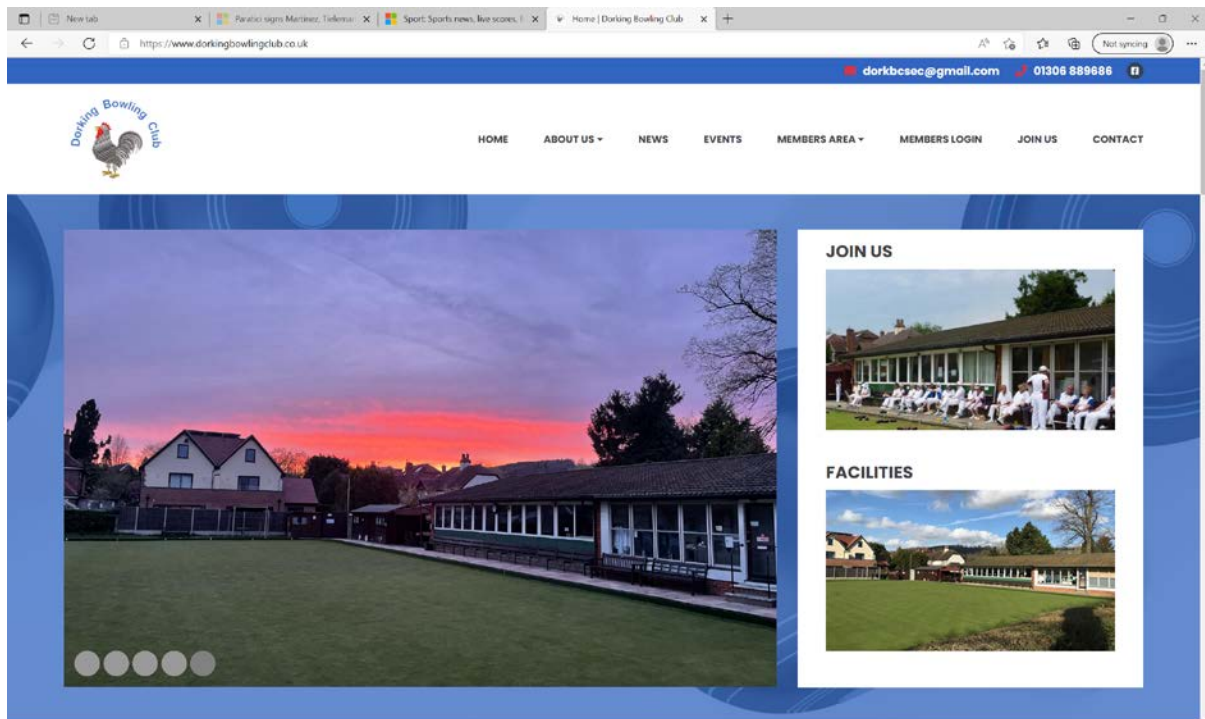 New tab
Paratici signs Martinez, Tieleman
Sport: Sports news, live scores,
Home | Dorking Bowling Club
https://www.dorkingbowlingclub.co.uk
Not syncing
dorkbcsec@gmail.com 01306 889686
Dorking Bowling Club
HOME ABOUT US NEWS EVENTS MEMBERS AREA MEMBERS LOGIN JOIN US CONTACT
JOIN US
FACILITIES